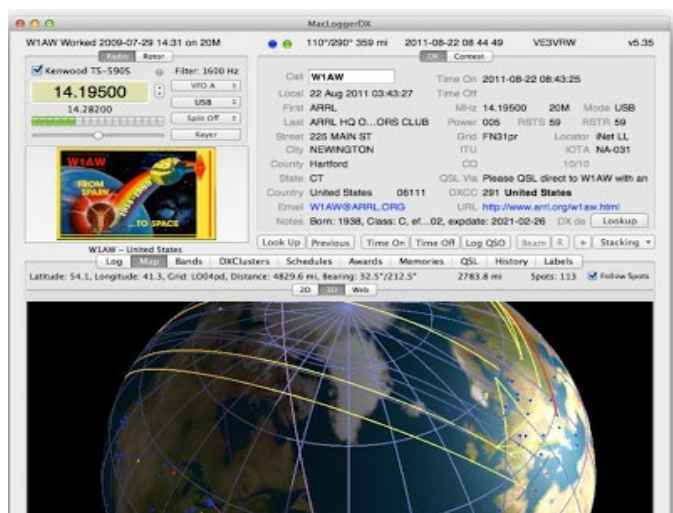 MacLoggerDX
W1AW Worked 2009-07-29 14:31 on 20M 110°/290° 359 mi 2011-08-22 08 44 49 VE3VRW v5.35
Radio Rotor DX Contest
Kenwood TS-590S Filter: 1600 Hz
14.19500 VFO A
14.28200 USB
Split Off
Keyer
Call W1AW Time On 2011-08-22 08:43:25
Local 22 Aug 2011 03:43:27 Time Off
First ARRL MHz 14.19500 20M Mode USB
Last ARRL HQ O...ORS CLUB Power 005 RSTS 59 RSTR 59
Street 225 MAIN ST Grid FN31pr Locator iNet LL
City NEWINGTON ITU IOTA NA-031
County Hartford CQ 10/10
State CT QSL Via Please QSL direct to W1AW with an
Country United States 06111 DXCC 291 United States
Email W1AW@ARRL.ORG URL http://www.arrl.org/w1aw.html
Notes Born: 1938, Class: C, ef...02, expdate: 2021-02-26 DX de Lookup
W1AW
FROM
SPARK
1914-1989
...TO SPACE
W1AW - United States
Look Up Previous Time On Time Off Log QSO Beam R + Stacking
Log Map Bands DXClusters Schedules Awards Memories QSL History Labels
Latitude: 54.1, Longitude: 41.3, Grid: LO04pd, Distance: 4829.6 mi, Bearing: 32.5°/212.5° 2783.8 mi Spots: 113 Follow Spots
2D 3D Web